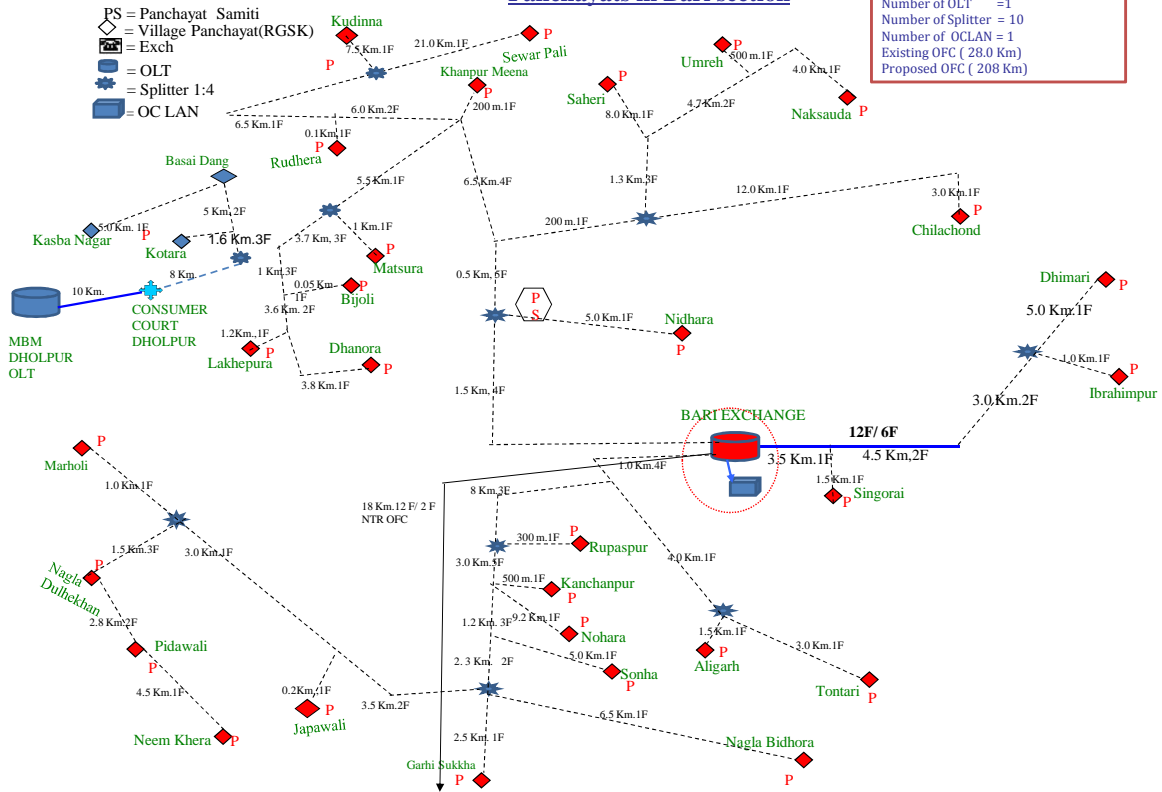 Panchayats in Bari section
Number of OLT =1
Number of Splitter = 10
Number of OCLAN = 1
Existing OFC ( 28.0 Km)
Proposed OFC ( 208 Km)
PS = Panchayat Samiti
= Village Panchayat(RGSK)
= Exch
= OLT
= Splitter 1:4
= OC LAN
Kudinna
P
7.5 Km.1F
21.0 Km.1F
P
Sewar Pali
Khanpur Meena
P
200 m.1F
6.0 Km.2F
6.5 Km.1F
0.1Km.1F
P
Rudhera
Umreh
P
500 m.1F
4.0 Km.1F
P
Naksauda
4.7 Km.2F
Saheri
P
8.0 Km.1F
1.3 Km.3F
12.0 Km.1F
3.0 Km.1F
P
Chilachond
200 m.1F
6.5 Km.4F
5.5 Km.1F
Basai Dang
5 Km.2F
5.0 Km. 1F
P
Kasba Nagar
Kotara
1.6 Km.3F
8 Km.
10 Km.
MBM
DHOLPUR
OLT
CONSUMER
COURT
DHOLPUR
3.7 Km, 3F
1 Km.1F
P
Matsura
1 Km.3F
0.05 Km
1F
P
Bijoli
3.6 Km. 2F
1.2Km.,1F
P
Lakhepura
Dhanora
P
3.8 Km.1F
0.5 Km, 5F
P
S
5.0 Km.1F
Nidhara
P
1.5 Km, 4F
Dhimari
P
5.0 Km.1F
1.0 Km.1F
P
Ibrahimpur
3.0 Km.2F
BARI EXCHANGE
12F/ 6F
3.5 Km.1F
4.5 Km,2F
1.5 Km.1F
P
Singorai
1.0 Km.4F
8 Km.3F
18 Km.12 F/ 2 F
NTR OFC
P
Marholi
1.0 Km.1F
1.5 Km.3F
3.0 Km.1F
P
Nagla
Dulhekhan
2.8 Km.2F
Pidawali
P
4.5 Km.1F
Neem Khera
P
0.2Km,.1F
P
Japawali
3.5 Km.2F
300 m.1F
P
Rupaspur
3.0 Km.3F
500 m.1F
Kanchanpur
P
9.2 Km.1F
P
Nohara
1.2 Km. 3F
5.0 Km.1F
Sonha
P
2.3 Km. 2F
4.0 Km.1F
1.5 Km.1F
P
Aligarh
3.0 Km.1F
Tontari
P
6.5 Km.1F
Nagla Bidhora
P
2.5 Km. 1F
Garhi Sukkha
P